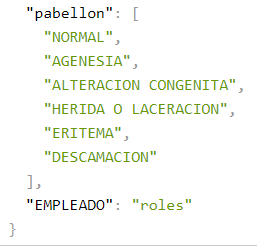 "pabellon": [
"NORMAL",
"AGENESIA",
"ALTERACION CONGENITA",
"HERIDA O LACERACION",
"ERITEMA",
"DESCAMACION"
],
"EMPLEADO": "roles"
}